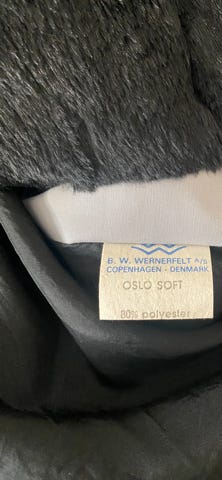 B. W. WERNERFELT A/S
COPENHAGEN - DENMARK
OSLO SOFT
80% polyester